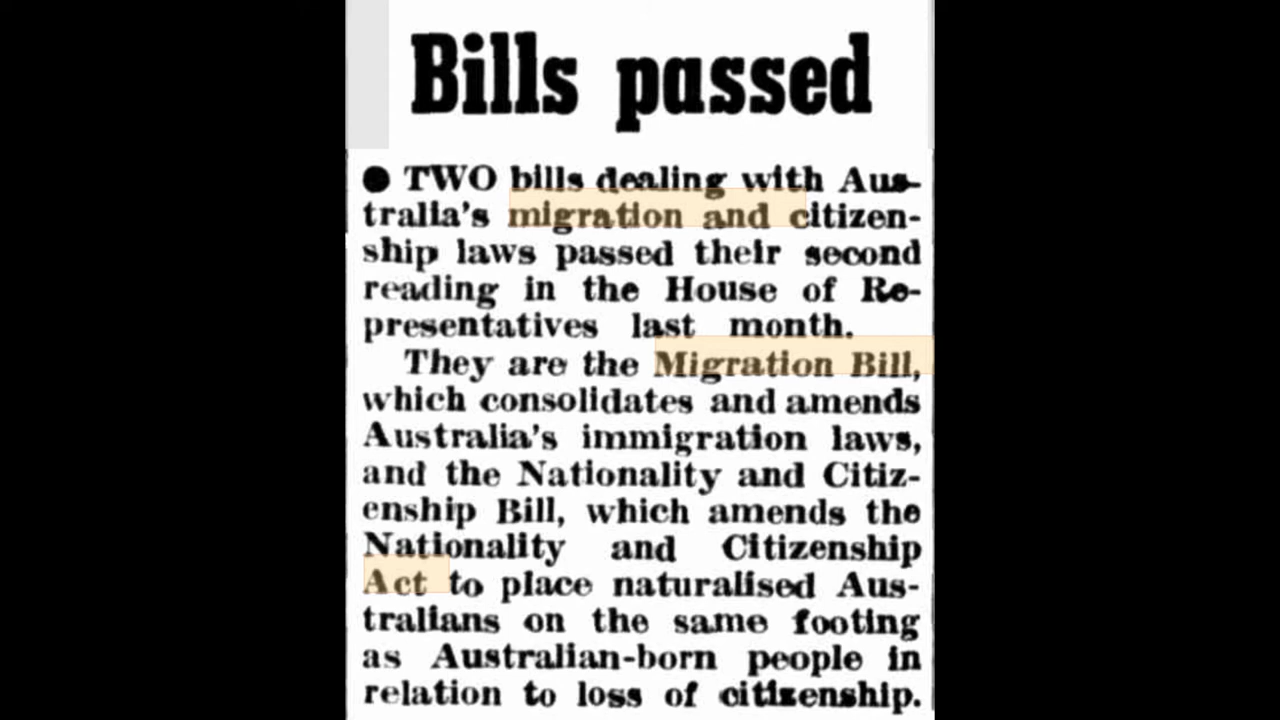 Bills passed
● TWO bills dealing with Aus-
tralia's migration and citizen-
ship laws passed their second
reading in the House of Re-
presentatives last month.
They are the Migration Bill,
which consolidates and amends
Australia's immigration laws,
and the Nationality and Citiz-
enship Bill, which amends the
Nationality and Citizenship
Act to place naturalised Aus-
tralians on the same footing
as Australian-born people in
relation to loss of citizenship.